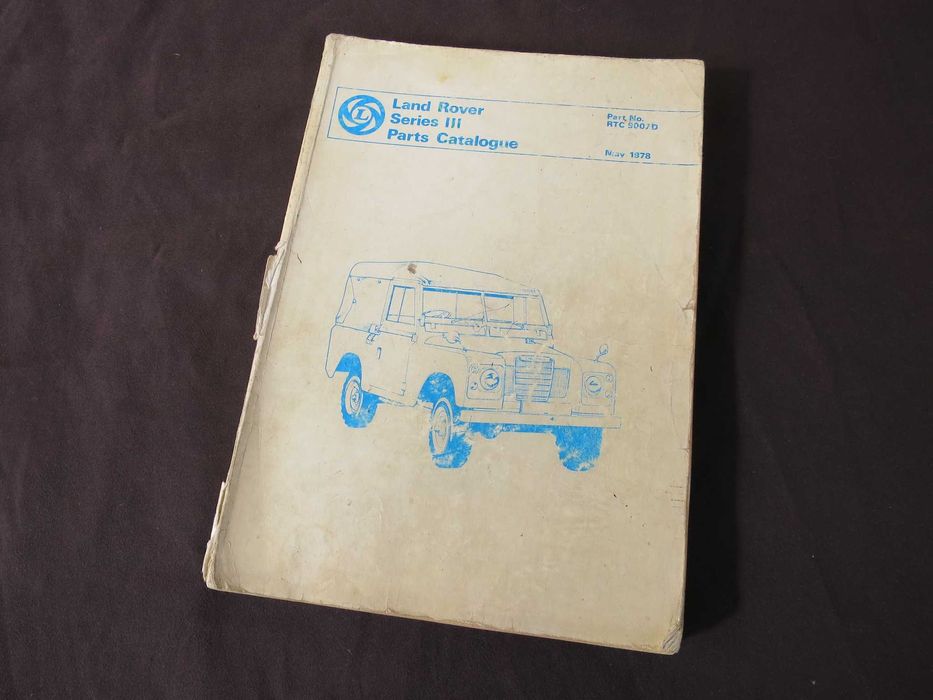 L
Land Rover
Series III
Parts Catalogue
Part No.
RTC 9007D
May 1978